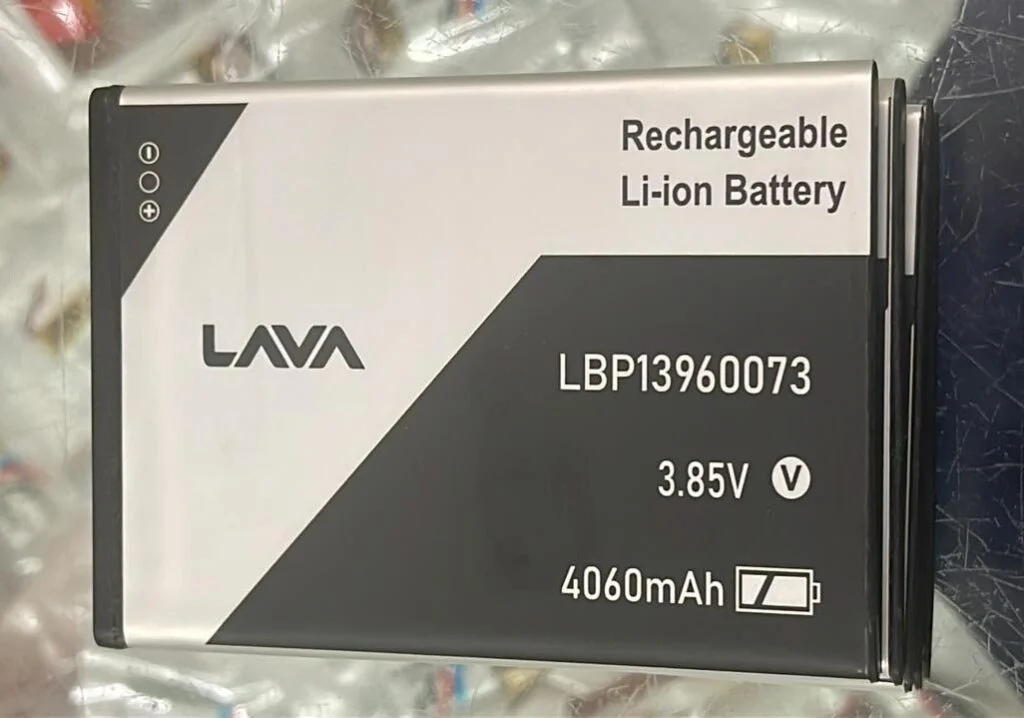 Rechargeable
Li-ion Battery
LAVA
LBP13960073
3.85V V
4060mAh